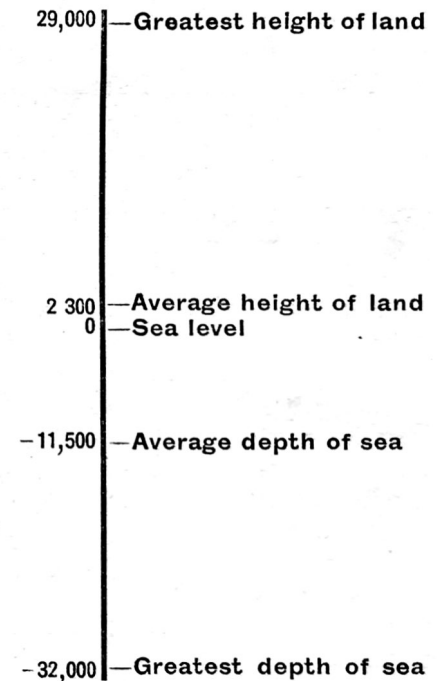 29,000 —Greatest height of land
2 300 —Average height of land
0 —Sea level
-11,500 —Average depth of sea
-32,000 —Greatest depth of sea